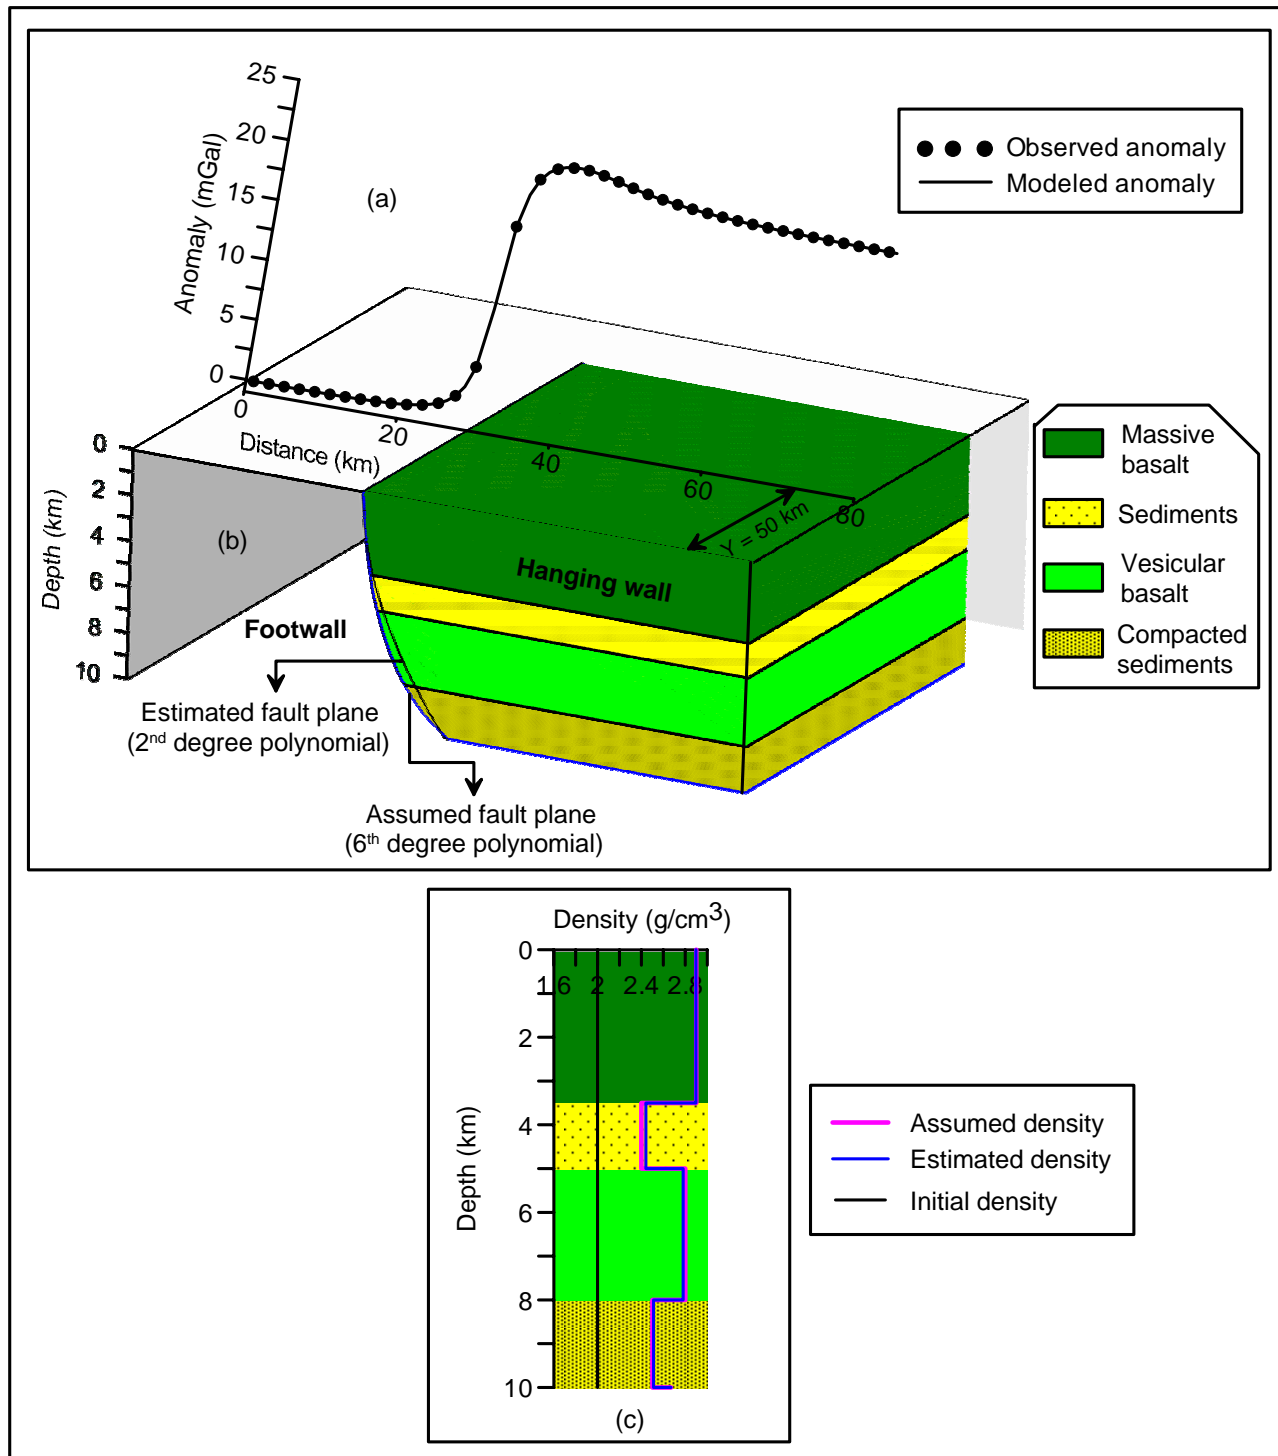 25
20
15
10
5
0
Anomaly (mGal)
(a)
Observed anomaly
Modeled anomaly
0
20
40
60
80
Distance (km)
Y = 50 km
0
2
4
6
8
10
Depth (km)
(b)
Hanging wall
Footwall
Estimated fault plane
(2nd degree polynomial)
Assumed fault plane
(6th degree polynomial)
Massive
basalt
Sediments
Vesicular
basalt
Compacted
sediments
Density (g/cm3)
1.6 2 2.4 2.8
0
2
4
6
8
10
Depth (km)
(c)
Assumed density
Estimated density
Initial density